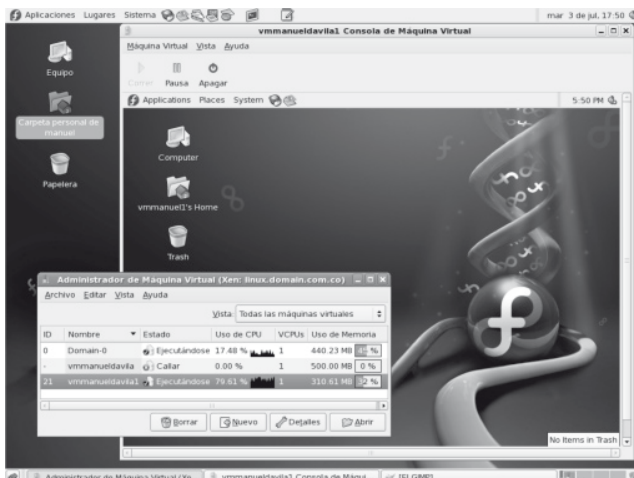 Aplicaciones Lugares Sistema mar 3 de jul, 17:50
vmmanueldavila1 Consola de Máquina Virtual
Máquina Virtual Vista Ayuda
Correr Pausa Apagar
Applications Places System 5:50 PM
Equipo
Carpeta personal de
manuel
Papelera
Computer
vmmanuel1's Home
Trash
Administrador de Máquina Virtual (Xen: linux.domain.com.co)
Archivo Editar Vista Ayuda
Vista: Todas las máquinas virtuales
ID Nombre Estado Uso de CPU VCPUs Uso de Memoria
0 Domain-0 Ejecutándose 17.48 % 1 440.23 MB %
- vmmanueldavila Callar 0.00 % 1 500.00 MB 0 %
21 vmmanueldavila1 Ejecutándose 79.61 % 1 310.61 MB 32 %
Borrar Nuevo Detalles Abrir
No Items in Trash
Administrador de Máquina Virtual (Xe vmmanueldavila1 Consola de Máqui [El GIMP]